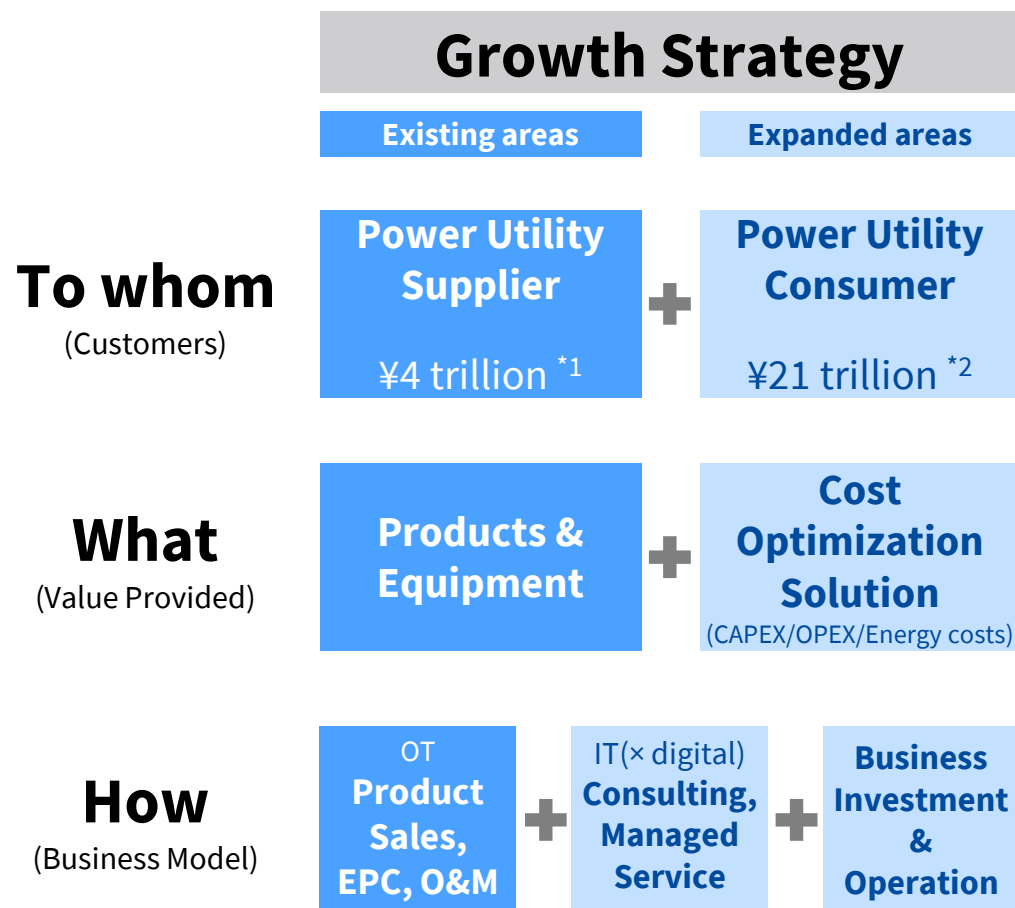 Growth Strategy
Existing areas
Expanded areas
To whom
(Customers)
Power Utility
Supplier
¥4 trillion *1
Power Utility
Consumer
¥21 trillion *2
What
(Value Provided)
Products &
Equipment
Cost
Optimization
Solution
(CAPEX/OPEX/Energy costs)
How
(Business Model)
OT
Product
Sales,
EPC, O&M
IT(× digital)
Consulting,
Managed
Service
Business
Investment
&
Operation